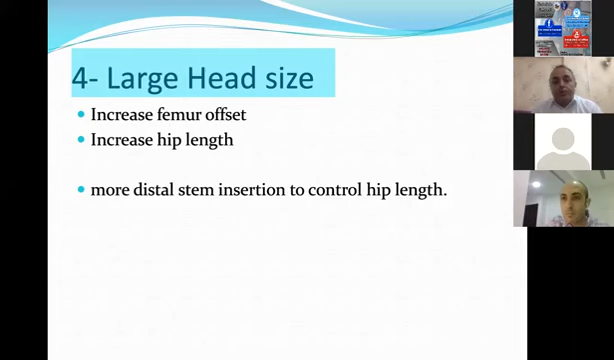 4- Large Head size
Increase femur offset
Increase hip length
more distal stem insertion to control hip length.